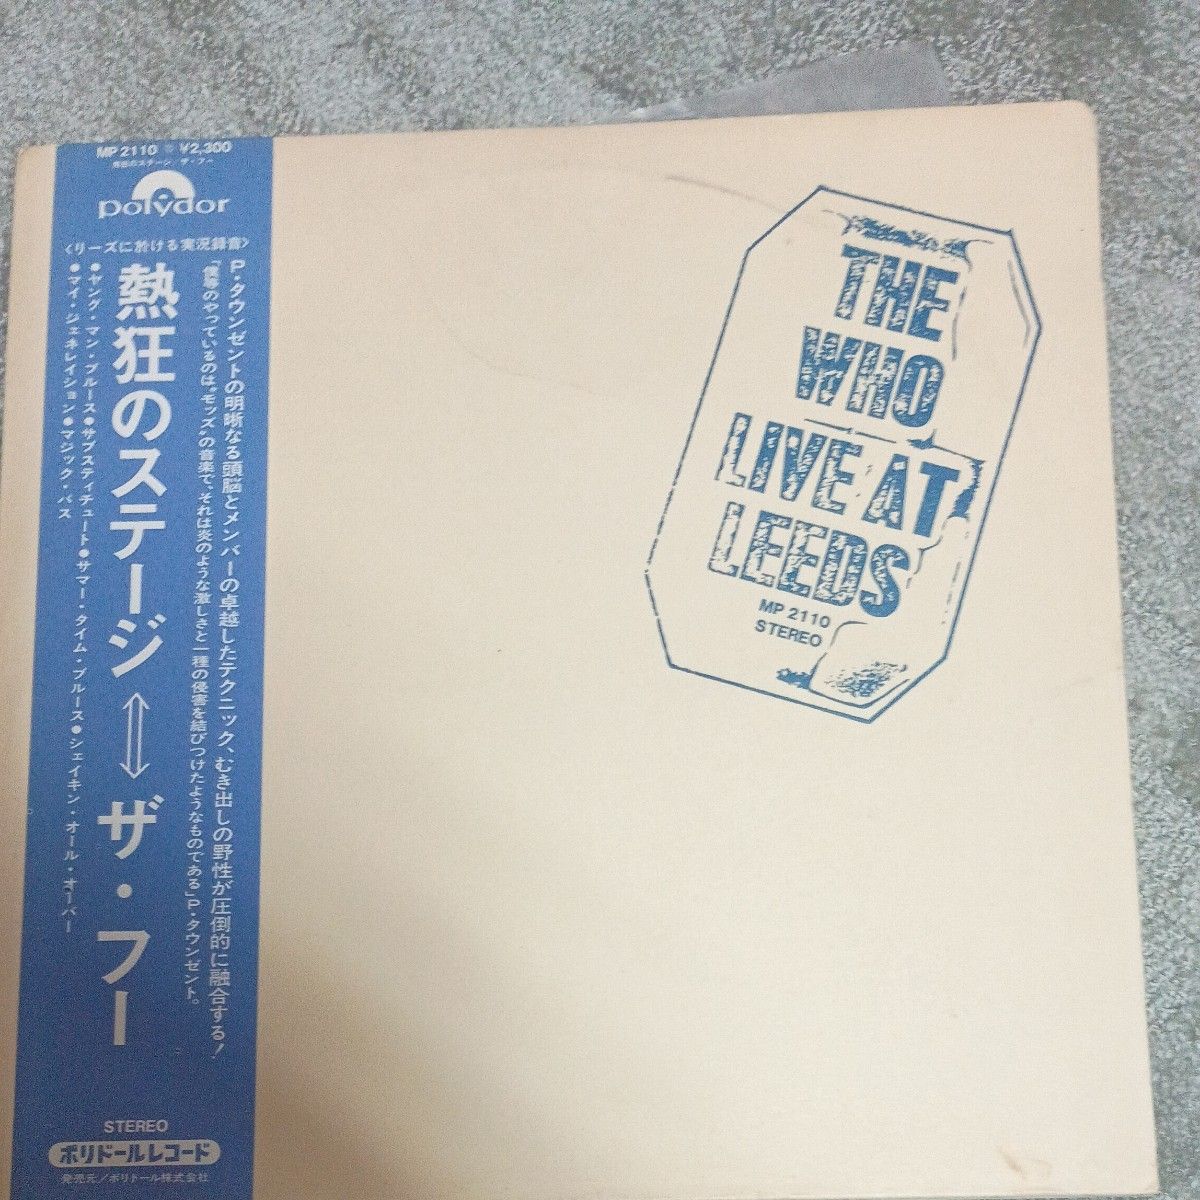 MP 2110 ¥2,300
熱狂のステージ/ザ・フー
polydor
〈リーズに於ける実況録音〉
P・タウンゼントの明晰なる頭脳とメンバーの卓越したテクニック、むき出しの野性が圧倒的に融合する!
「僕等のやっているのは"モッズ"の音楽で、それは炎のような激しさと一種の侵害を結びつけたようなものである」P・タウンゼント。
熱狂のステージ⇔ザ・フー
●ヤング・マン・ブルース●サブスティチュート●サマー・タイム・ブルース●シェイキン・オール・オーバー
●マイ・ジェネレイション●マジック・バス
STEREO
ポリドールレコード
発売元/ポリドール株式会社
THE
WHO
LIVE AT
LEEDS
MP 2110
STEREO